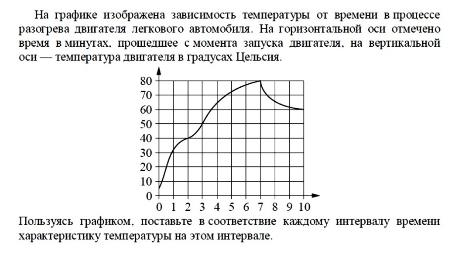 На графике изображена зависимость температуры от времени в процессе
разогрева двигателя легкового автомобиля. На горизонтальной оси отмечено
время в минутах, прошедшее с момента запуска двигателя, на вертикальной
оси — температура двигателя в градусах Цельсия.
80
70
60
50
40
30
20
10
0
0 1 2 3 4 5 6 7 8 9 10
Пользуясь графиком, поставьте в соответствие каждому интервалу времени
характеристику температуры на этом интервале.